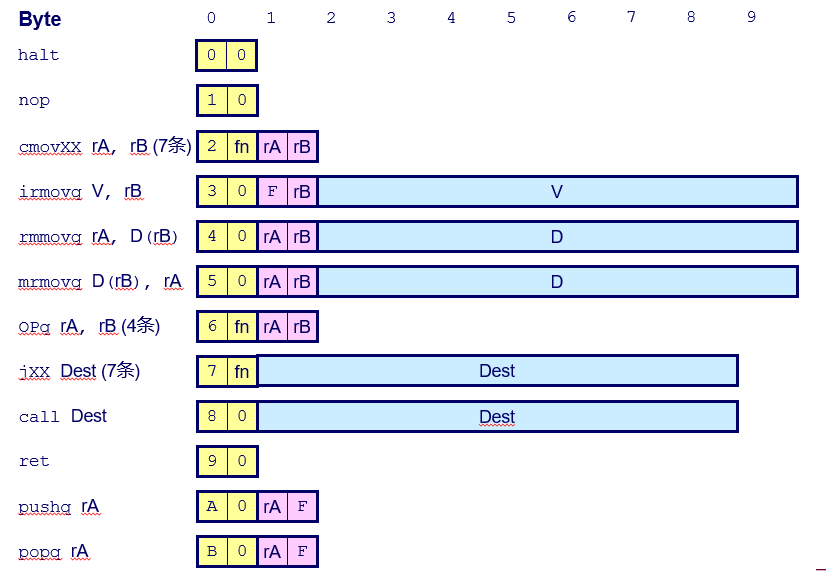 Byte 0 1 2 3 4 5 6 7 8 9
halt 0 0
nop 1 0
cmovXX rA, rB (7条) 2 fn rA rB
irmovq V, rB 3 0 F rB V
rmmovq rA, D(rB) 4 0 rA rB D
mrmovq D(rB), rA 5 0 rA rB D
OPq rA, rB (4条) 6 fn rA rB
jXX Dest (7条) 7 fn Dest
call Dest 8 0 Dest
ret 9 0
pushq rA A 0 rA F
popq rA B 0 rA F